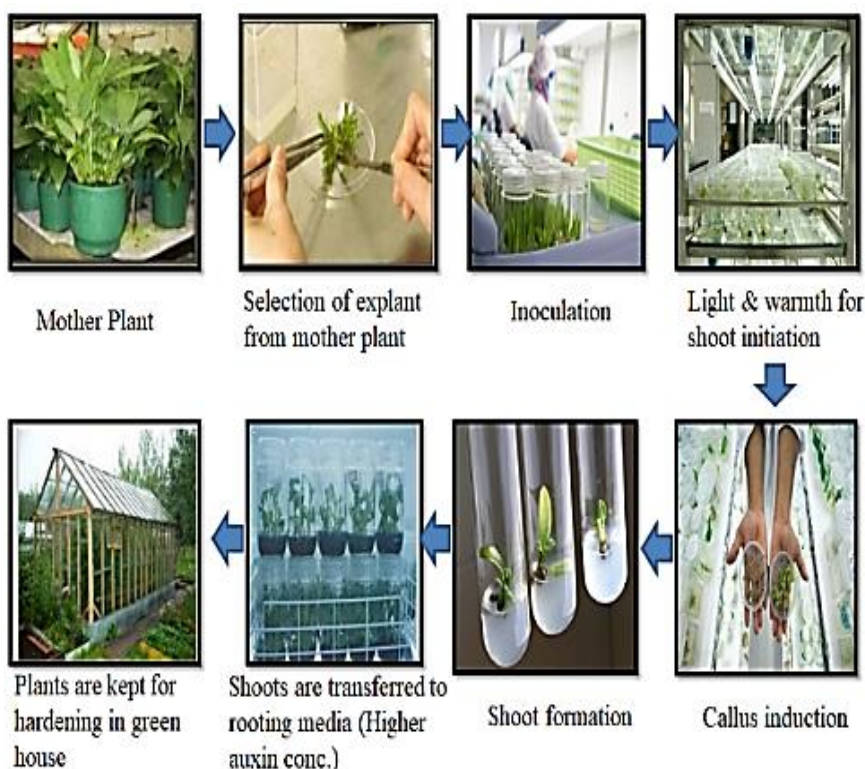 Mother Plant
Selection of explant
from mother plant
Inoculation
Light & warmth for
shoot initiation
Callus induction
Shoot formation
Shoots are transferred to
rooting media (Higher
auxin conc.)
Plants are kept for
hardening in green
house